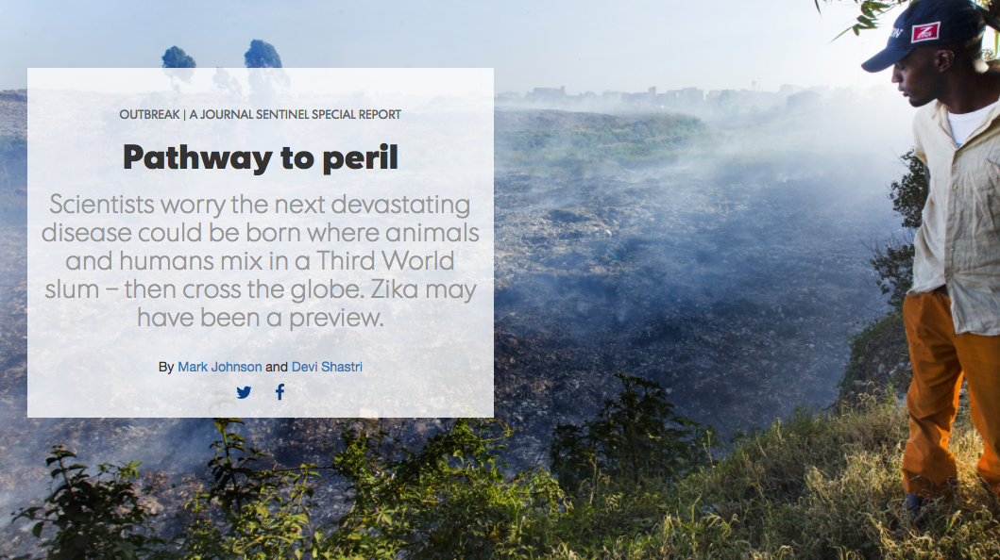 OUTBREAK | A JOURNAL SENTINEL SPECIAL REPORT
Pathway to peril
Scientists worry the next devastating
disease could be born where animals
and humans mix in a Third World
slum – then cross the globe. Zika may
have been a preview.
By Mark Johnson and Devi Shastri